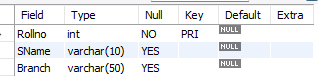 Field Type Null Key Default Extra
Rollno int NO PRI NULL
SName varchar(10) YES NULL
Branch varchar(50) YES NULL